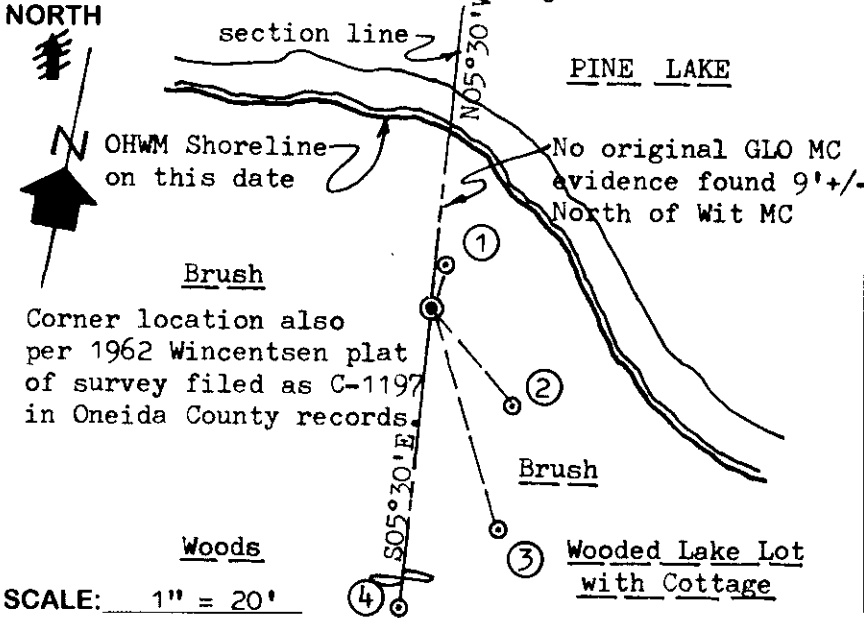 NORTH
N
section line
N05°30'W
PINE LAKE
OHWM Shoreline
on this date
No original GLO MC
evidence found 9'+/-
North of Wit MC
1
Brush
Corner location also
per 1962 Wincentsen plat
of survey filed as C-1197
in Oneida County records.
2
S05°30'E
Brush
3
Woods
Wooded Lake Lot
with Cottage
4
SCALE: 1" = 20'